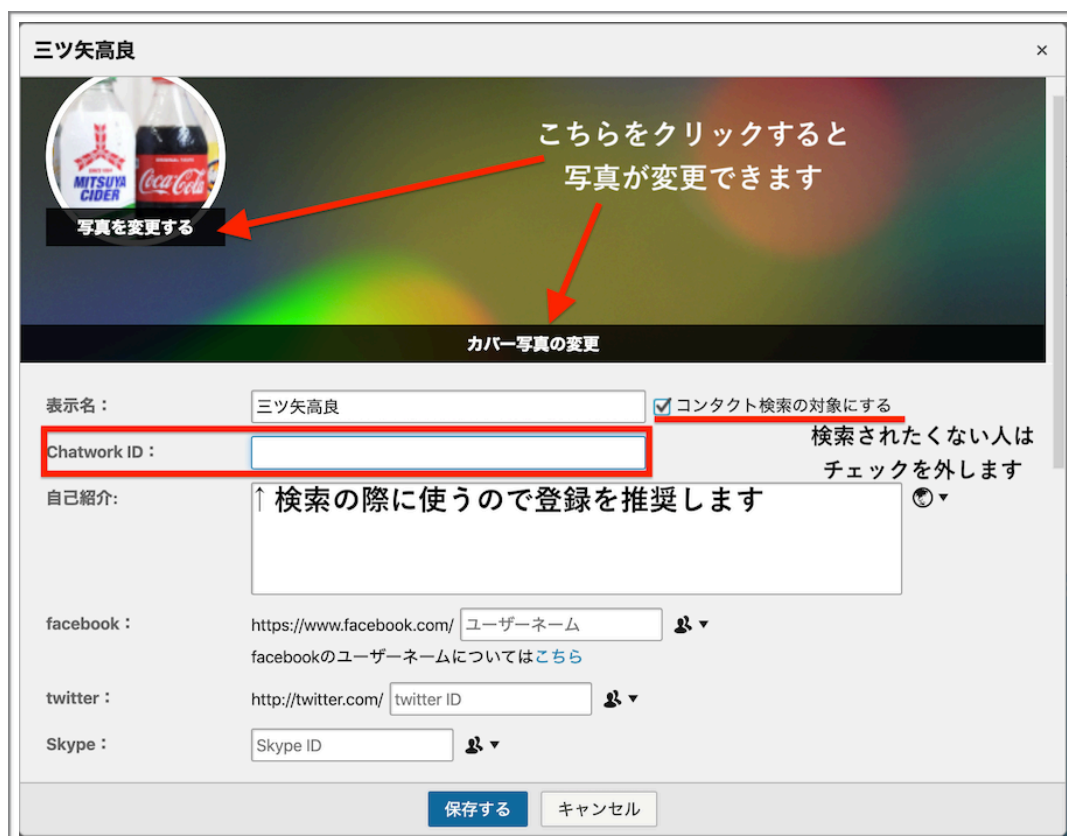 三ツ矢高良
×
こちらをクリックすると
写真が変更できます
SINCE 1884
MITSUYA
CIDER
ORIGINAL TASTE
Coca-Cola
写真を変更する
カバー写真の変更
表示名：
三ツ矢高良
コンタクト検索の対象にする
検索されたくない人は
チェックを外します
Chatwork ID：
自己紹介:
↑検索の際に使うので登録を推奨します
facebook：
https://www.facebook.com/ ユーザーネーム
facebookのユーザーネームについてはこちら
twitter：
http://twitter.com/ twitter ID
Skype：
Skype ID
保存する
キャンセル